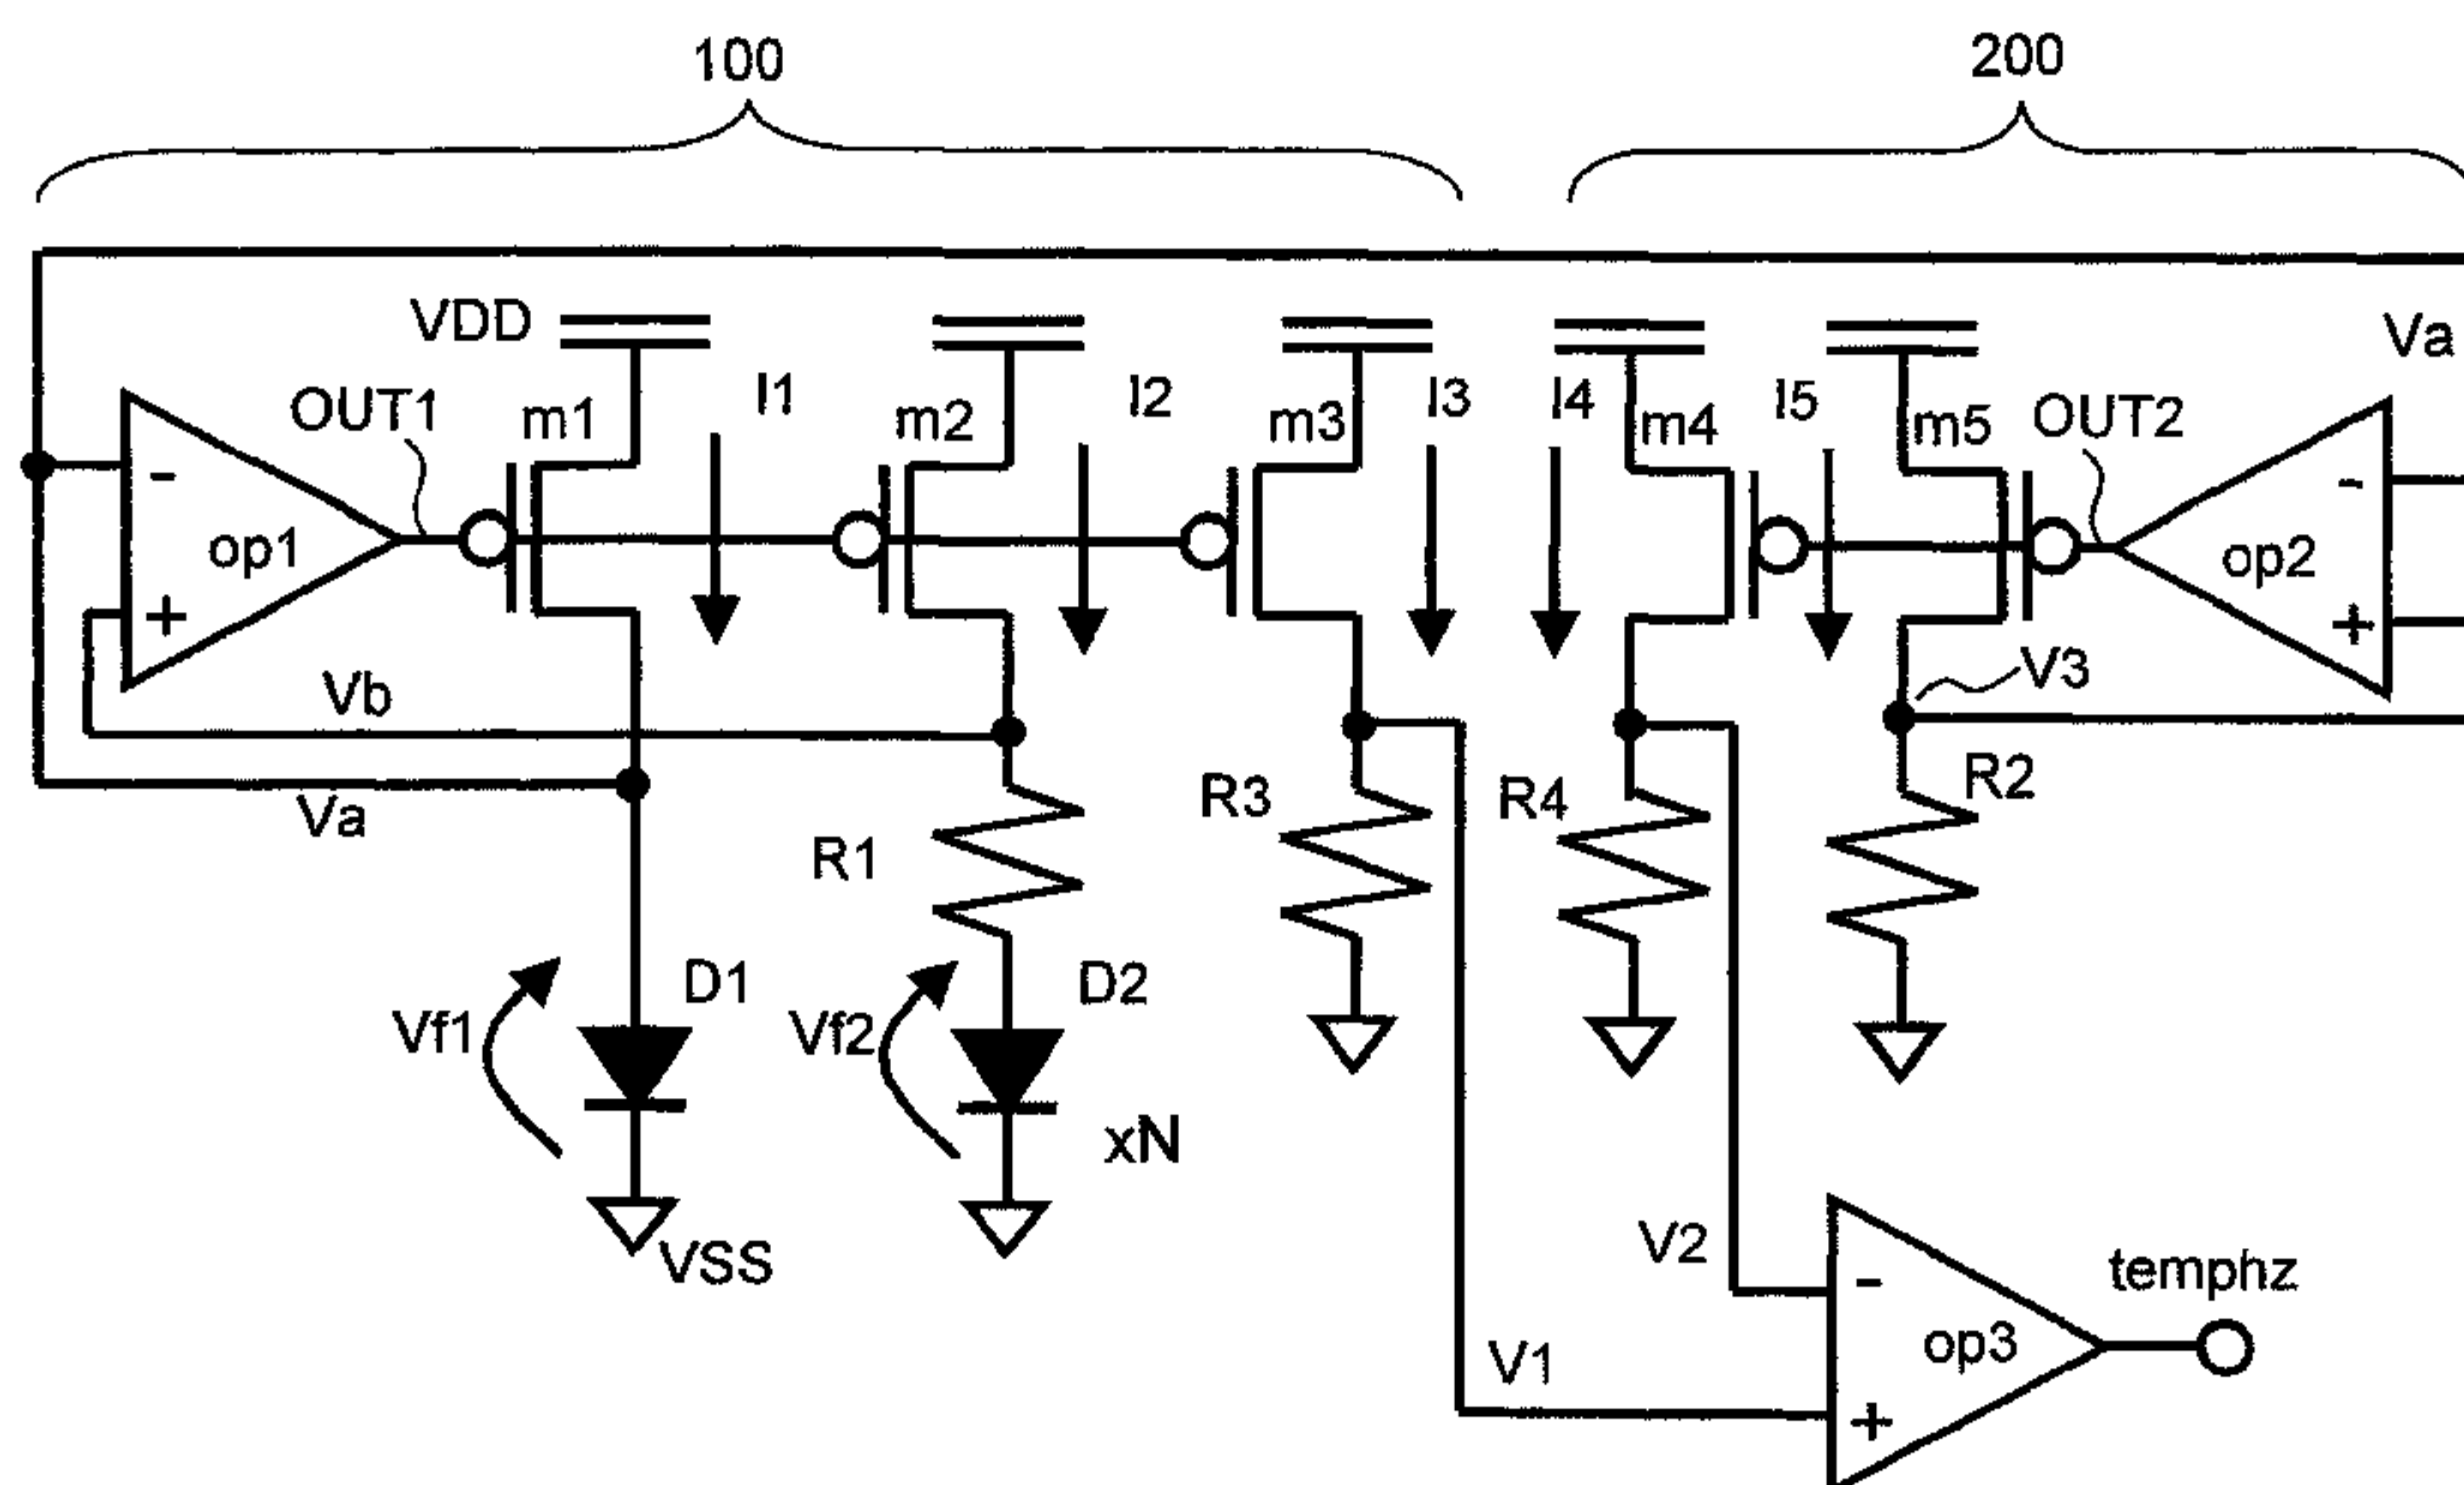 100
200
VDD
Va
OUT1
m1
I1
m2
I2
m3
I3
I4
m4
I5
m5
OUT2
-
-
op1
op2
+
+
Vb
V3
Va
R1
R3
R4
R2
Vf1
D1
Vf2
D2
xN
VSS
V2
-
temphz
op3
V1
+